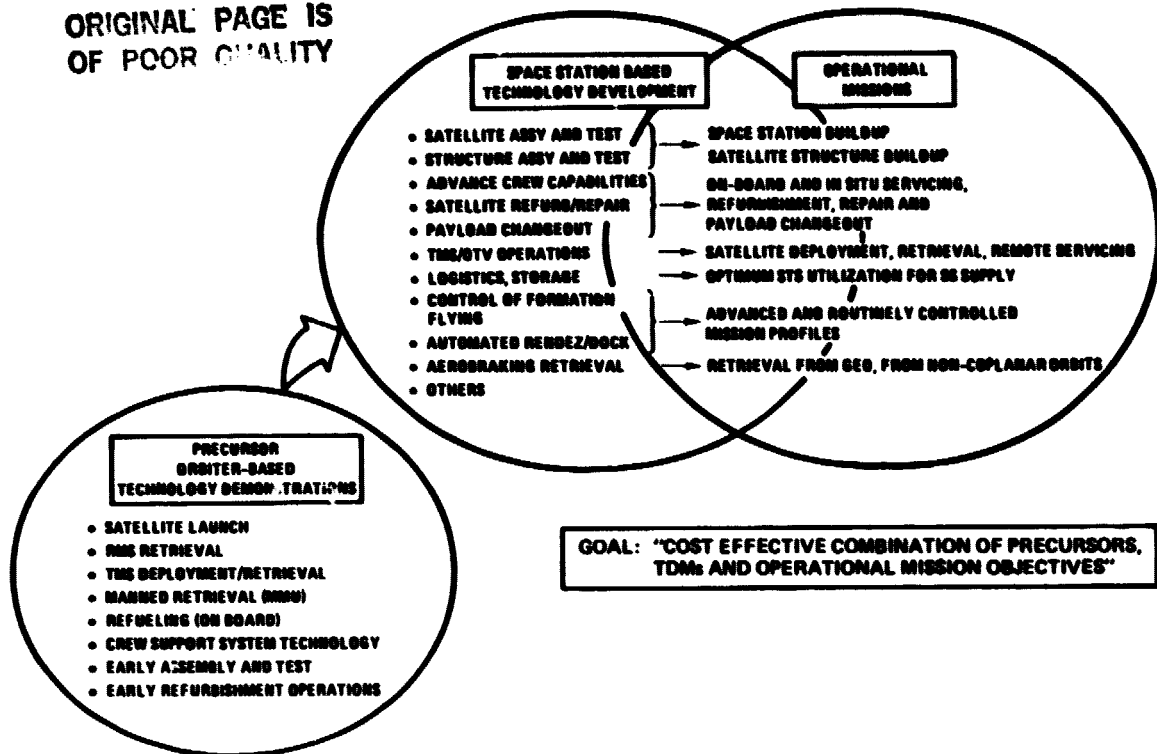 ORIGINAL PAGE IS
OF POOR QUALITY
SPACE STATION BASED
TECHNOLOGY DEVELOPMENT
• SATELLITE ASSY AND TEST
• STRUCTURE ASSY AND TEST
• ADVANCE CREW CAPABILITIES
• SATELLITE REFURB/REPAIR
• PAYLOAD CHANGEOUT
• TMS/OTV OPERATIONS
• LOGISTICS, STORAGE
• CONTROL OF FORMATION
FLYING
• AUTOMATED RENDEZ/DOCK
• AEROBRAKING RETRIEVAL
• OTHERS
OPERATIONAL
MISSIONS
SPACE STATION BUILDUP
SATELLITE STRUCTURE BUILDUP
ON-BOARD AND IN SITU SERVICING,
REFURBISHMENT, REPAIR AND
PAYLOAD CHANGEOUT
SATELLITE DEPLOYMENT, RETRIEVAL, REMOTE SERVICING
OPTIMUM STS UTILIZATION FOR SS SUPPLY
ADVANCED AND ROUTINELY CONTROLLED
MISSION PROFILES
RETRIEVAL FROM GEO, FROM NON-COPLANAR ORBITS
PRECURSOR
ORBITER-BASED
TECHNOLOGY DEMONSTRATIONS
• SATELLITE LAUNCH
• RMS RETRIEVAL
• TMS DEPLOYMENT/RETRIEVAL
• MANNED RETRIEVAL (MMU)
• REFUELING (ON BOARD)
• CREW SUPPORT SYSTEM TECHNOLOGY
• EARLY ASSEMBLY AND TEST
• EARLY REFURBISHMENT OPERATIONS
GOAL: "COST EFFECTIVE COMBINATION OF PRECURSORS,
TDMs AND OPERATIONAL MISSION OBJECTIVES"